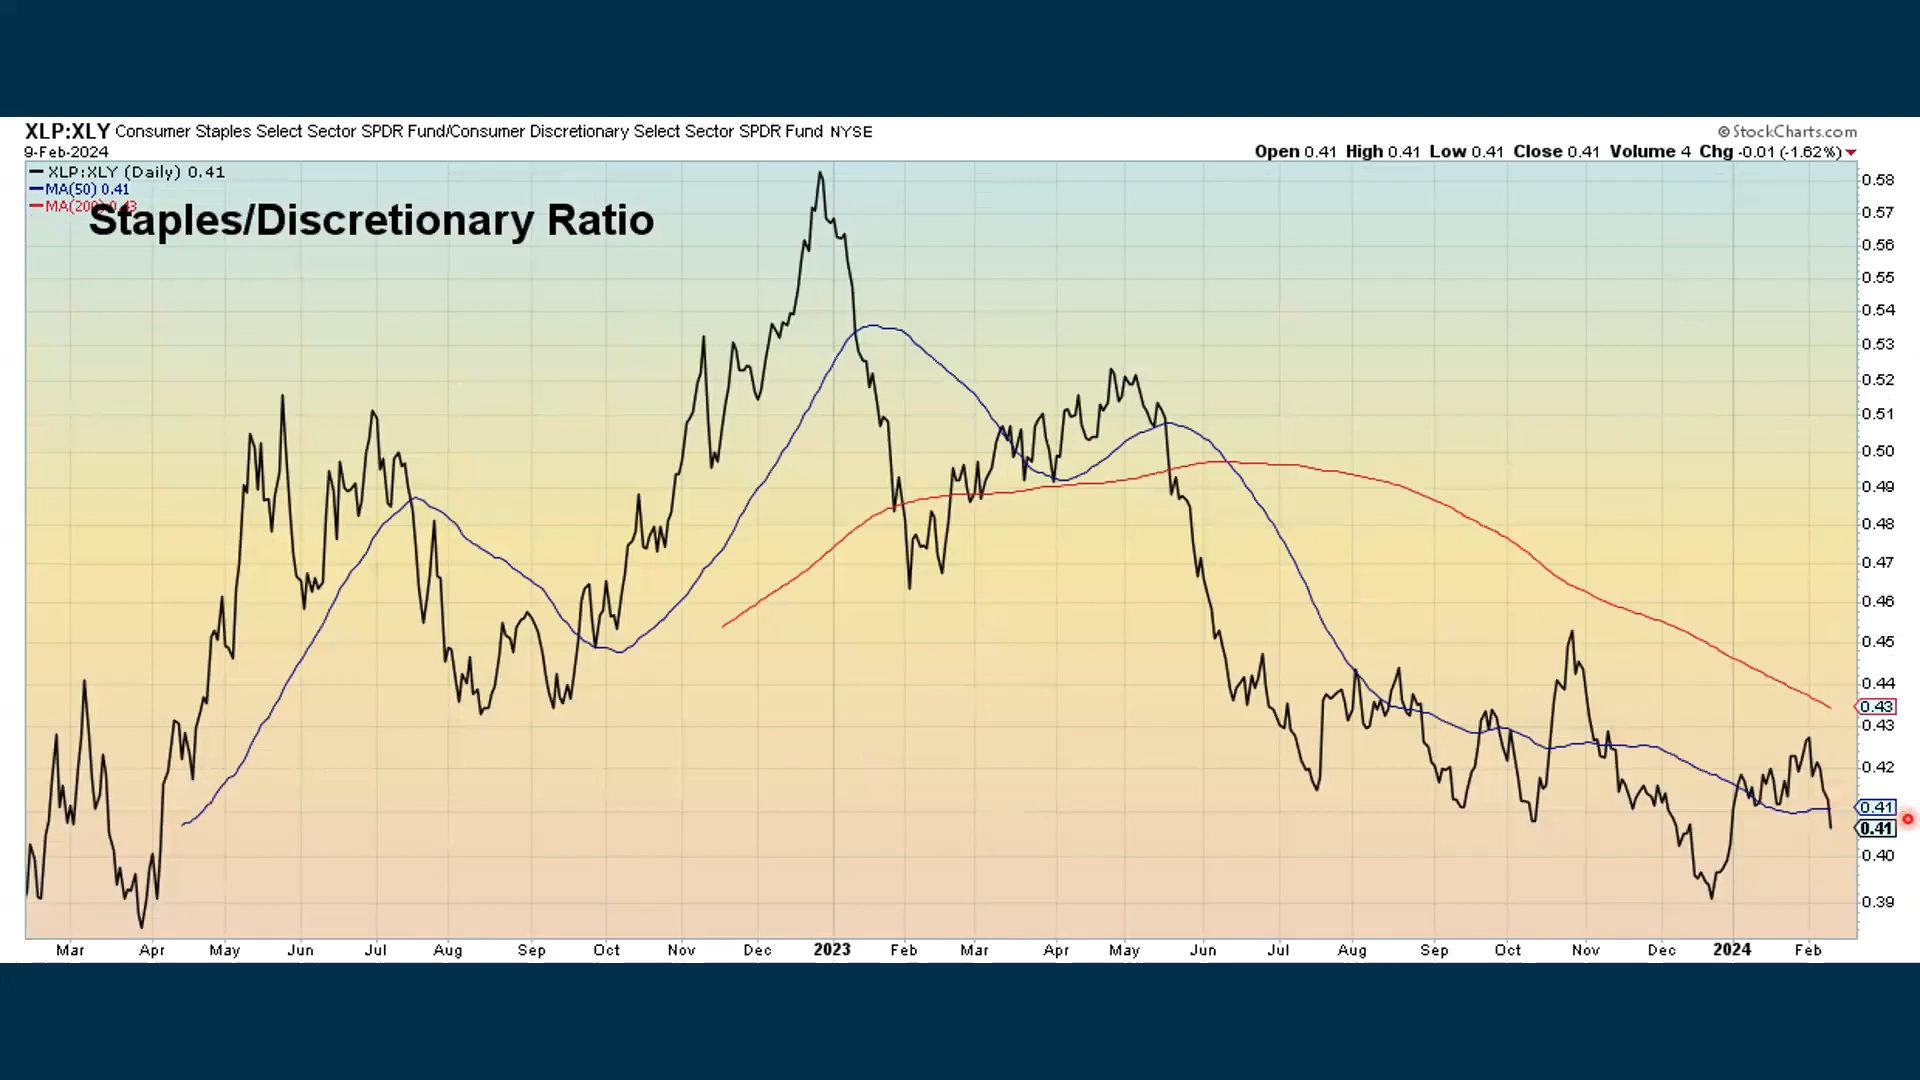 XLP:XLY Consumer Staples Select Sector SPDR Fund/Consumer Discretionary Select Sector SPDR Fund NYSE
©StockCharts.com
9-Feb-2024
Open 0.41 High 0.41 Low 0.41 Close 0.41 Volume 4 Chg -0.01 (-1.62%)
XLP:XLY (Daily) 0.41
MA(50) 0.41
MA(200) 0.43
Staples/Discretionary Ratio
0.58
0.57
0.56
0.55
0.54
0.53
0.52
0.51
0.50
0.49
0.48
0.47
0.46
0.45
0.44
0.43
0.43
0.42
0.41
0.41
0.40
0.39
Mar Apr May Jun Jul Aug Sep Oct Nov Dec 2023 Feb Mar Apr May Jun Jul Aug Sep Oct Nov Dec 2024 Feb